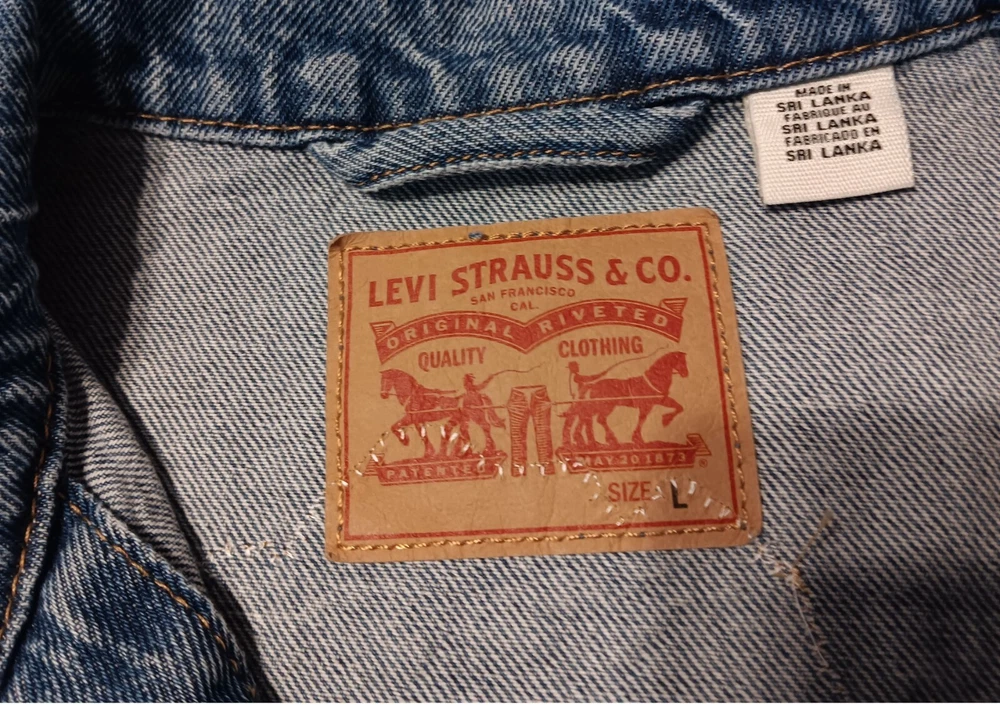 MADE IN
SRI LANKA
FABRIQUE AU
SRI LANKA
FABRICADO EN
SRI LANKA
LEVI STRAUSS & CO.
SAN FRANCISCO
CAL.
ORIGINAL RIVETED
QUALITY CLOTHING
PATENTED MAY 20 1873 ®
SIZE L